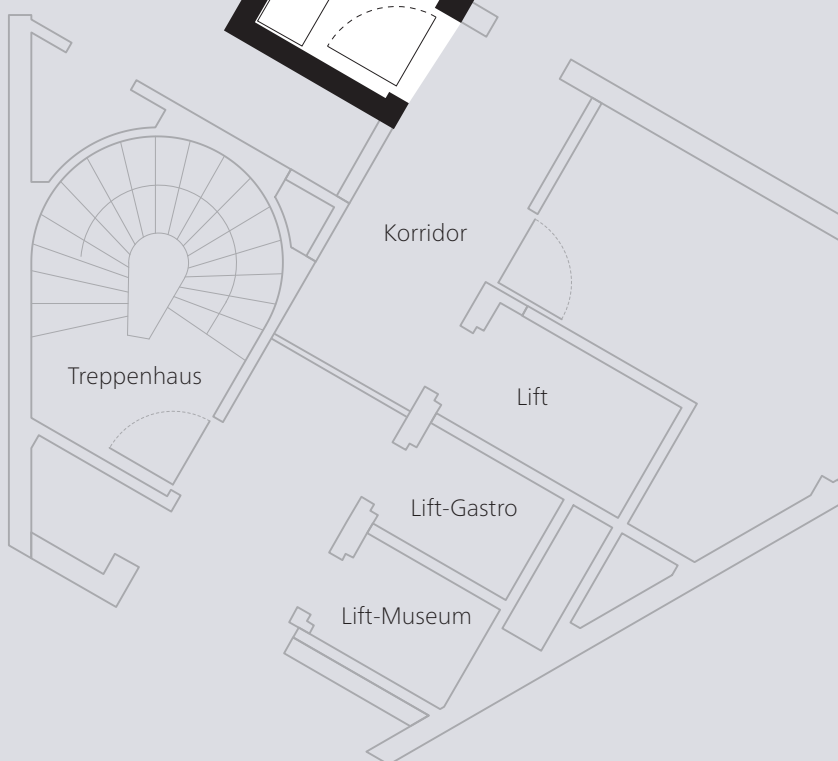 Korridor
Treppenhaus
Lift
Lift-Gastro
Lift-Museum